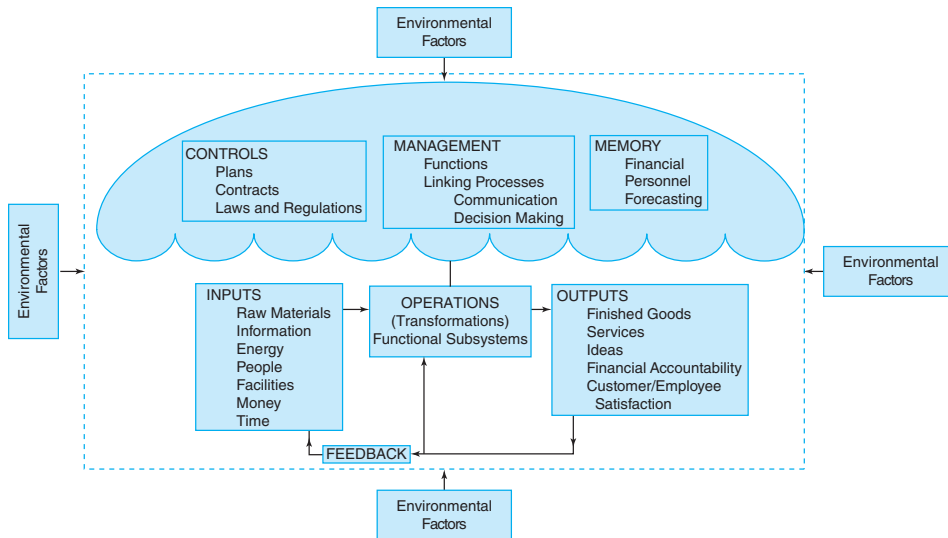 Environmental
Factors
CONTROLS
Plans
Contracts
Laws and Regulations
MANAGEMENT
Functions
Linking Processes
Communication
Decision Making
MEMORY
Financial
Personnel
Forecasting
Environmental
Factors
Environmental
Factors
INPUTS
Raw Materials
Information
Energy
People
Facilities
Money
Time
OPERATIONS
(Transformations)
Functional Subsystems
OUTPUTS
Finished Goods
Services
Ideas
Financial Accountability
Customer/Employee
Satisfaction
FEEDBACK
Environmental
Factors